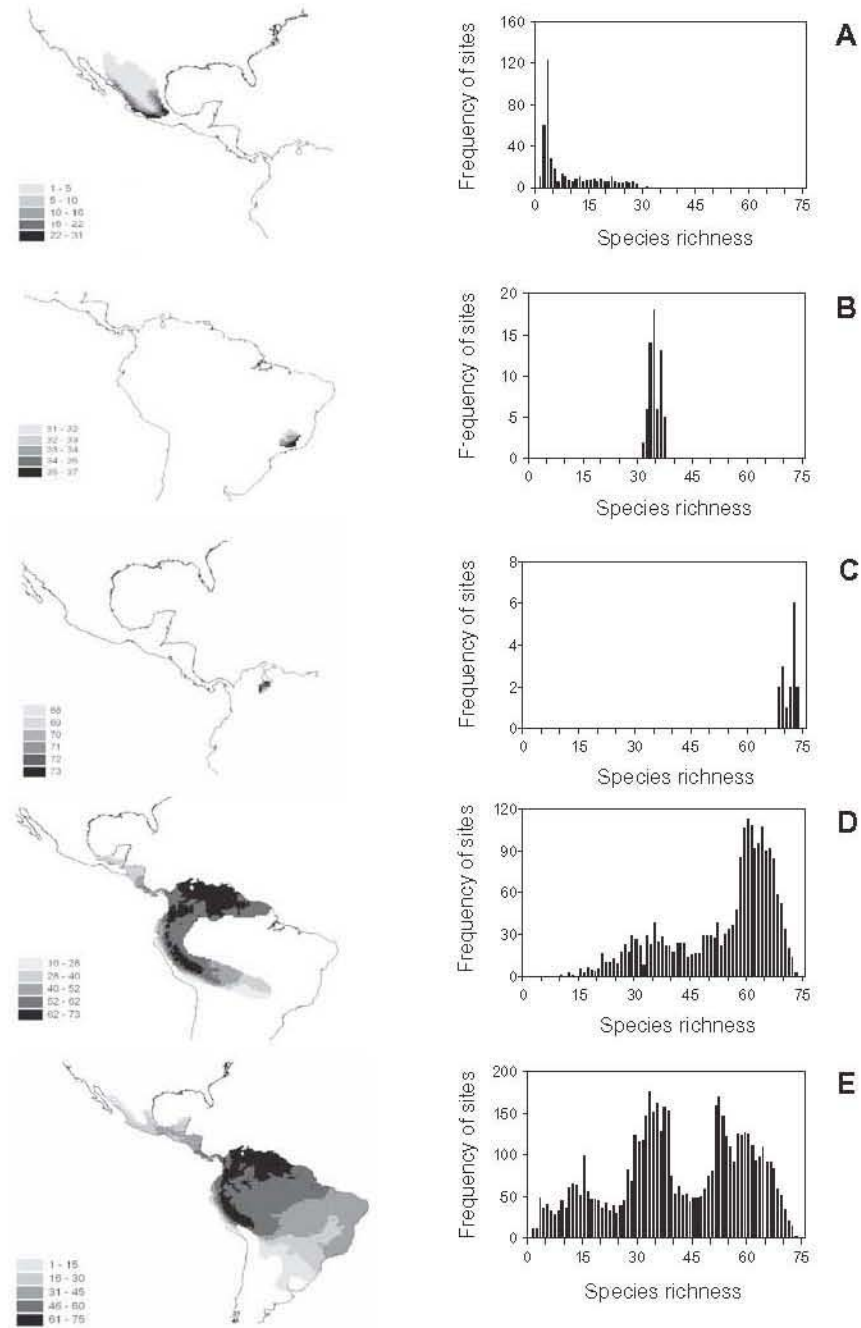 A
Frequency of sites
160
120
80
40
0
0 15 30 45 60 75
Species richness
1 - 5
5 - 10
10 - 16
16 - 22
22 - 31
B
Frequency of sites
20
15
10
5
0
0 15 30 45 60 75
Species richness
31 - 32
32 - 33
33 - 34
C
Frequency of sites
8
6
4
2
0
0 15 30 45 60 75
Species richness
68
69
70
71
72
73
D
Frequency of sites
120
90
60
30
0
0 15 30 45 60 75
Species richness
28 - 40
40 - 52
52 - 62
62 - 73
E
Frequency of sites
200
150
100
50
0
0 15 30 45 60 75
Species richness
1 - 15
16 - 30
31 - 45
46 - 60
61 - 75